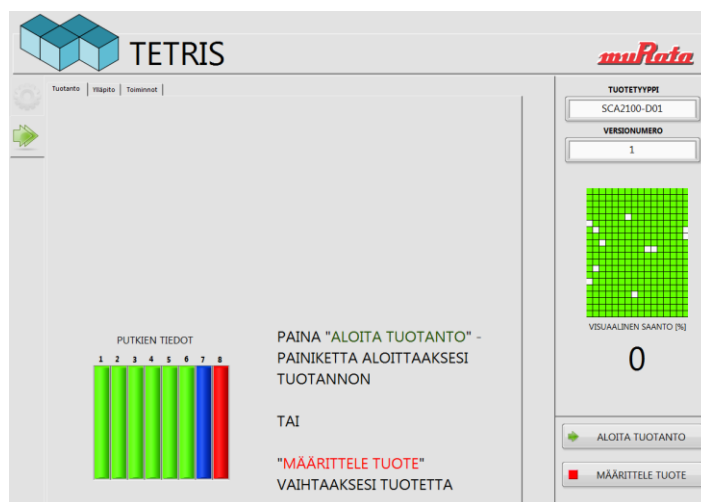 TETRIS
muRata
Tuotanto
Ylläpito
Toiminnot
TUOTETYYPPI
SCA2100-D01
VERSIONUMERO
1
VISUAALINEN SAANTO [%]
0
PUTKIEN TIEDOT
1 2 3 4 5 6 7 8
PAINA "ALOITA TUOTANTO" -
PAINIKETTA ALOITTAAKSESI
TUOTANNON
TAI
"MÄÄRITTELE TUOTE"
VAIHTAAKSESI TUOTETTA
ALOITA TUOTANTO
MÄÄRITTELE TUOTE